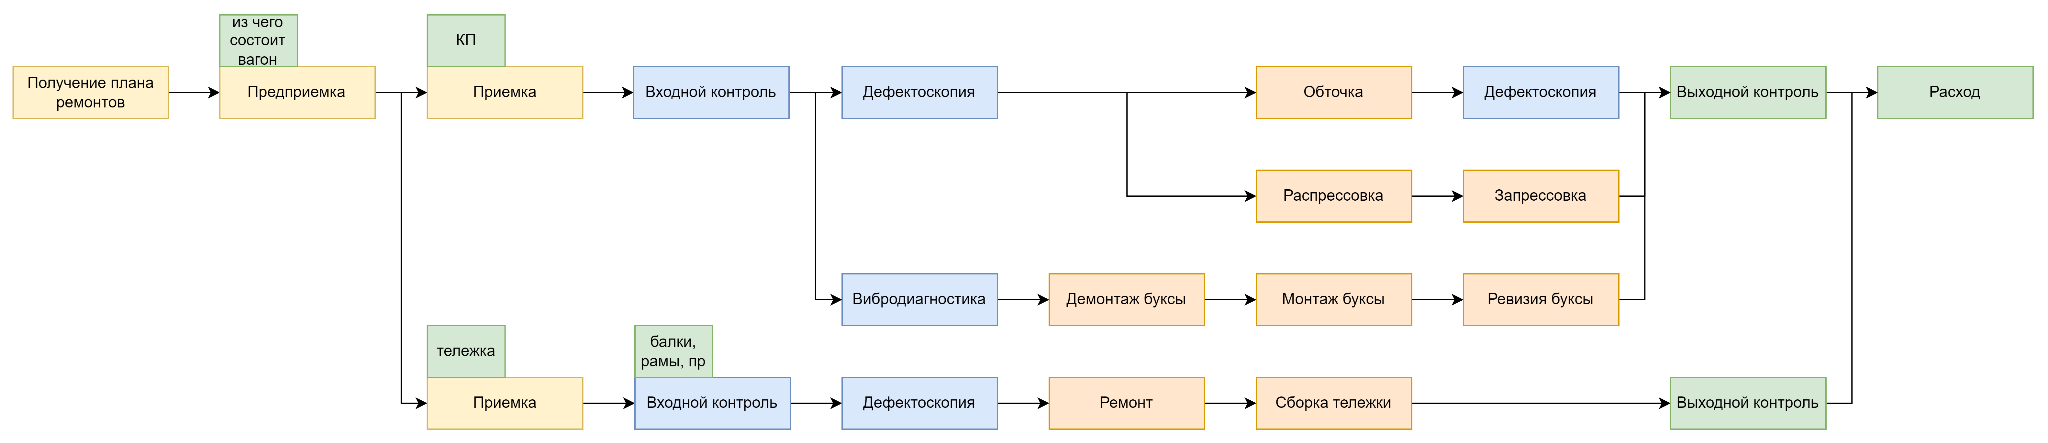 из чего
состоит
вагон
КП
Получение плана
ремонтов
Предприемка
Приемка
Входной контроль
Дефектоскопия
Обточка
Дефектоскопия
Выходной контроль
Расход
Распрессовка
Запрессовка
Вибродиагностика
Демонтаж буксы
Монтаж буксы
Ревизия буксы
тележка
балки,
рамы, пр
Приемка
Входной контроль
Дефектоскопия
Ремонт
Сборка тележки
Выходной контроль